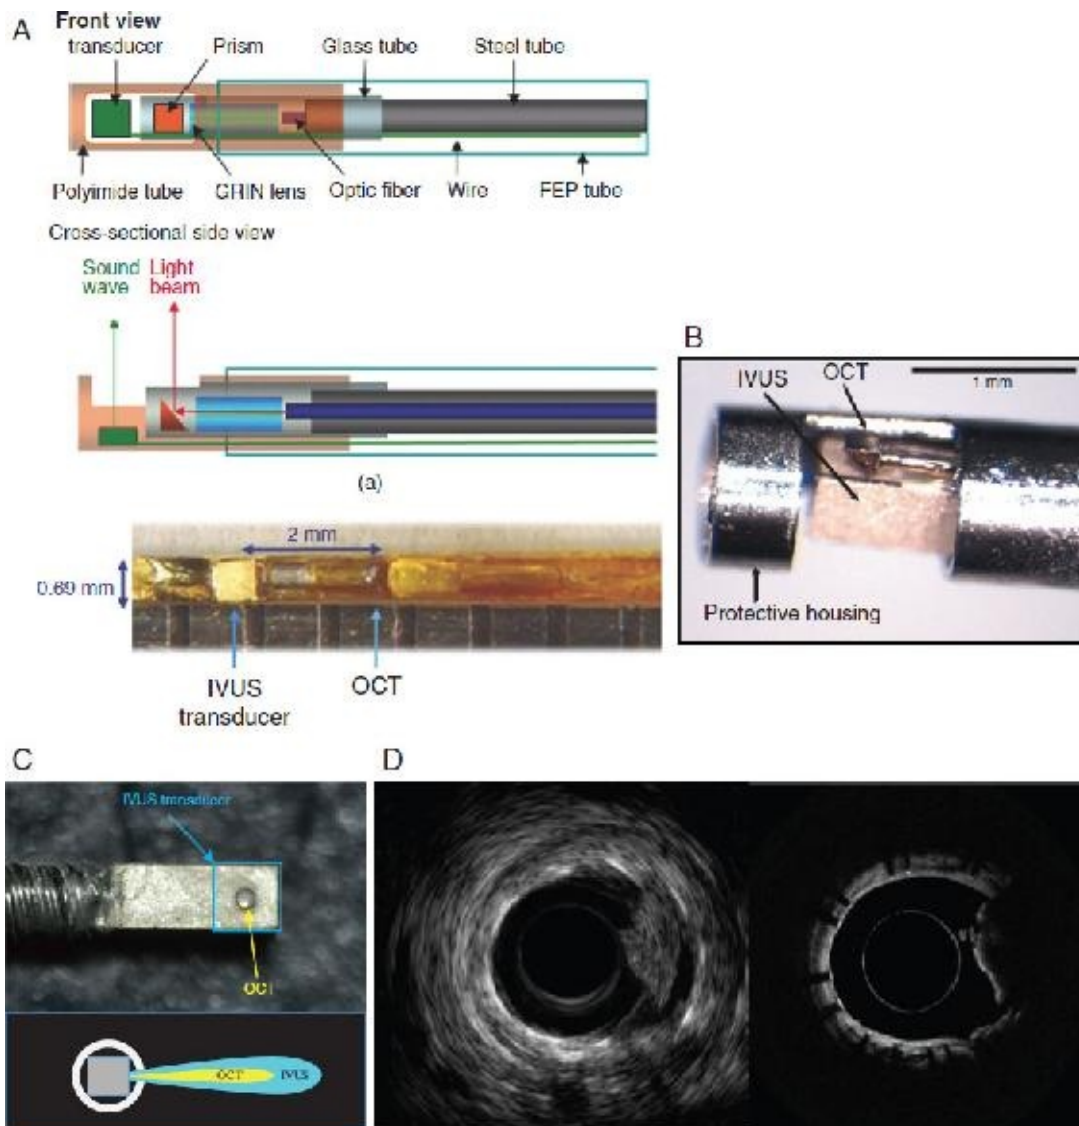 A
Front view
transducer
Prism
Glass tube
Steel tube
Polyimide tube
GRIN lens
Optic fiber
Wire
FEP tube
Cross-sectional side view
Sound
wave
Light
beam
(a)
2 mm
0.69 mm
IVUS
transducer
OCT
B
IVUS
OCT
1 mm
Protective housing
C
IVUS transducer
OCT
OCT
IVUS
D